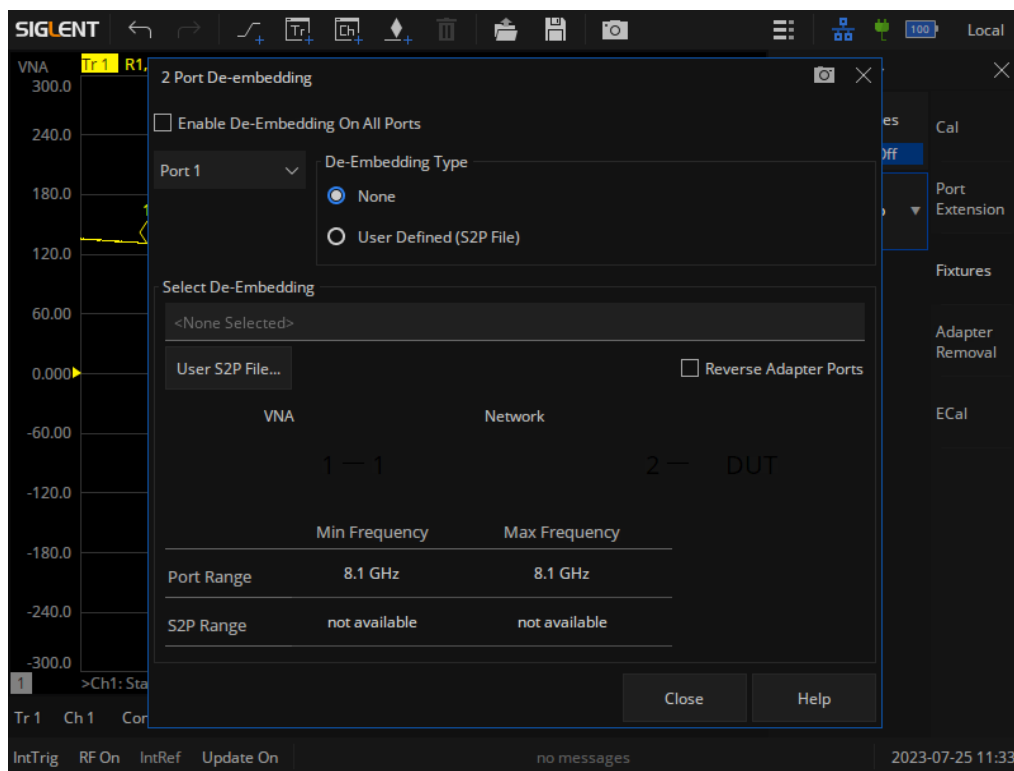 SIGLENT Tr Ch 100 Local
VNA Tr 1 R1,
300.0
240.0
180.0
120.0
60.00
0.000
-60.00
-120.0
-180.0
-240.0
-300.0
2 Port De-embedding
Enable De-Embedding On All Ports
Port 1
De-Embedding Type
None
User Defined (S2P File)
Select De-Embedding
<None Selected>
User S2P File...
Reverse Adapter Ports
VNA Network
1 — 1 2 — DUT
Min Frequency Max Frequency
Port Range 8.1 GHz 8.1 GHz
S2P Range not available not available
Close Help
es
Off
Cal
Port
Extension
Fixtures
Adapter
Removal
ECal
1 >Ch1: Sta
Tr 1 Ch 1 Cor
IntTrig RF On IntRef Update On no messages 2023-07-25 11:33